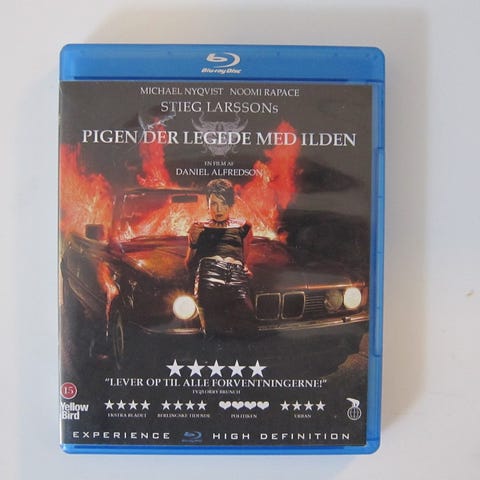 Blu-ray Disc
MICHAEL NYQVIST NOOMI RAPACE
STIEG LARSSONs
PIGEN DER LEGEDE MED ILDEN
EN FILM AF
DANIEL ALFREDSON
"LEVER OP TIL ALLE FORVENTNINGERNE!"
EKSTRA BLADET BERLINGSKE TIDENDE POLITIKEN URBAN
15
Yellow
Bird
EXPERIENCE HIGH DEFINITION